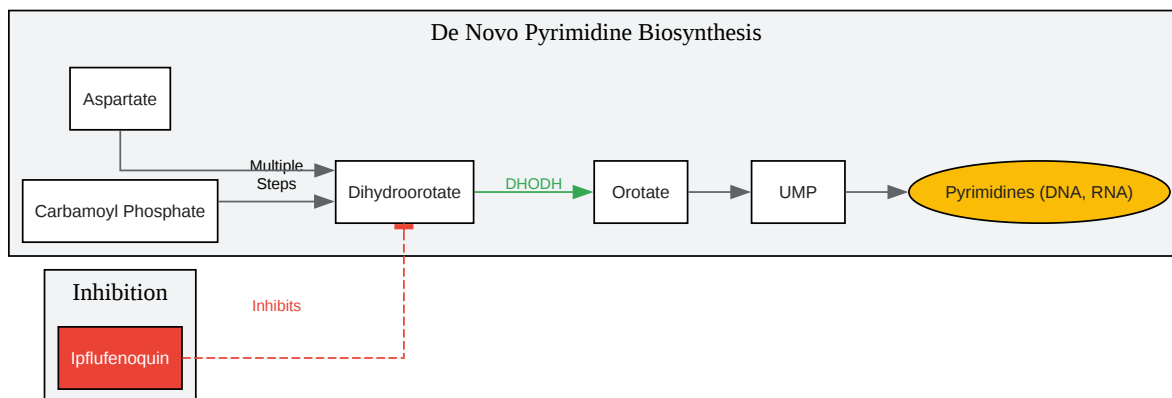 De Novo Pyrimidine Biosynthesis
Aspartate
Multiple
Steps
Carbamoyl Phosphate
Dihydroorotate
DHODH
Orotate
UMP
Pyrimidines (DNA, RNA)
Inhibition
Inhibits
Ipflufenoquin